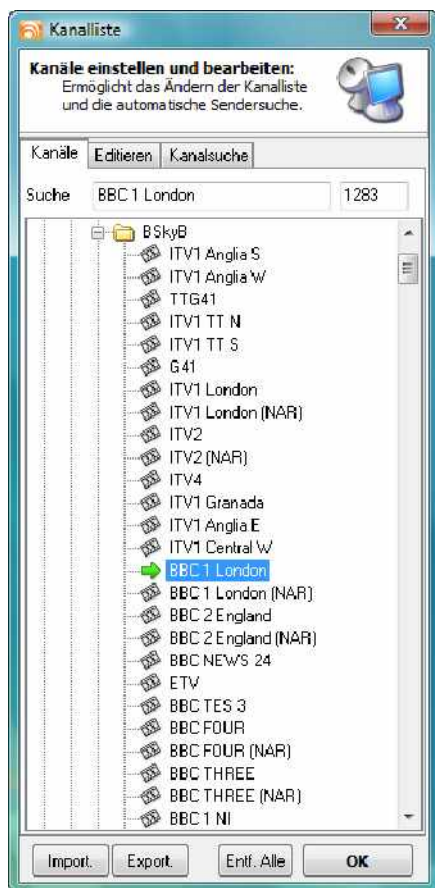 Kanalliste
Kanäle einstellen und bearbeiten:
Ermöglicht das Ändern der Kanalliste
und die automatische Sendersuche.
Kanäle Editieren Kanalsuche
Suche BBC 1 London 1283
BSkyB
ITV1 Anglia S
ITV1 Anglia W
TTG41
ITV1 TT N
ITV1 TT S
G41
ITV1 London
ITV1 London (NAR)
ITV2
ITV2 (NAR)
ITV4
ITV1 Granada
ITV1 Anglia E
ITV1 Central W
BBC 1 London
BBC 1 London (NAR)
BBC 2 England
BBC 2 England (NAR)
BBC NEWS 24
ETV
BBC TES 3
BBC FOUR
BBC FOUR (NAR)
BBC THREE
BBC THREE (NAR)
BBC 1 NI
Import. Export. Entf. Alle OK